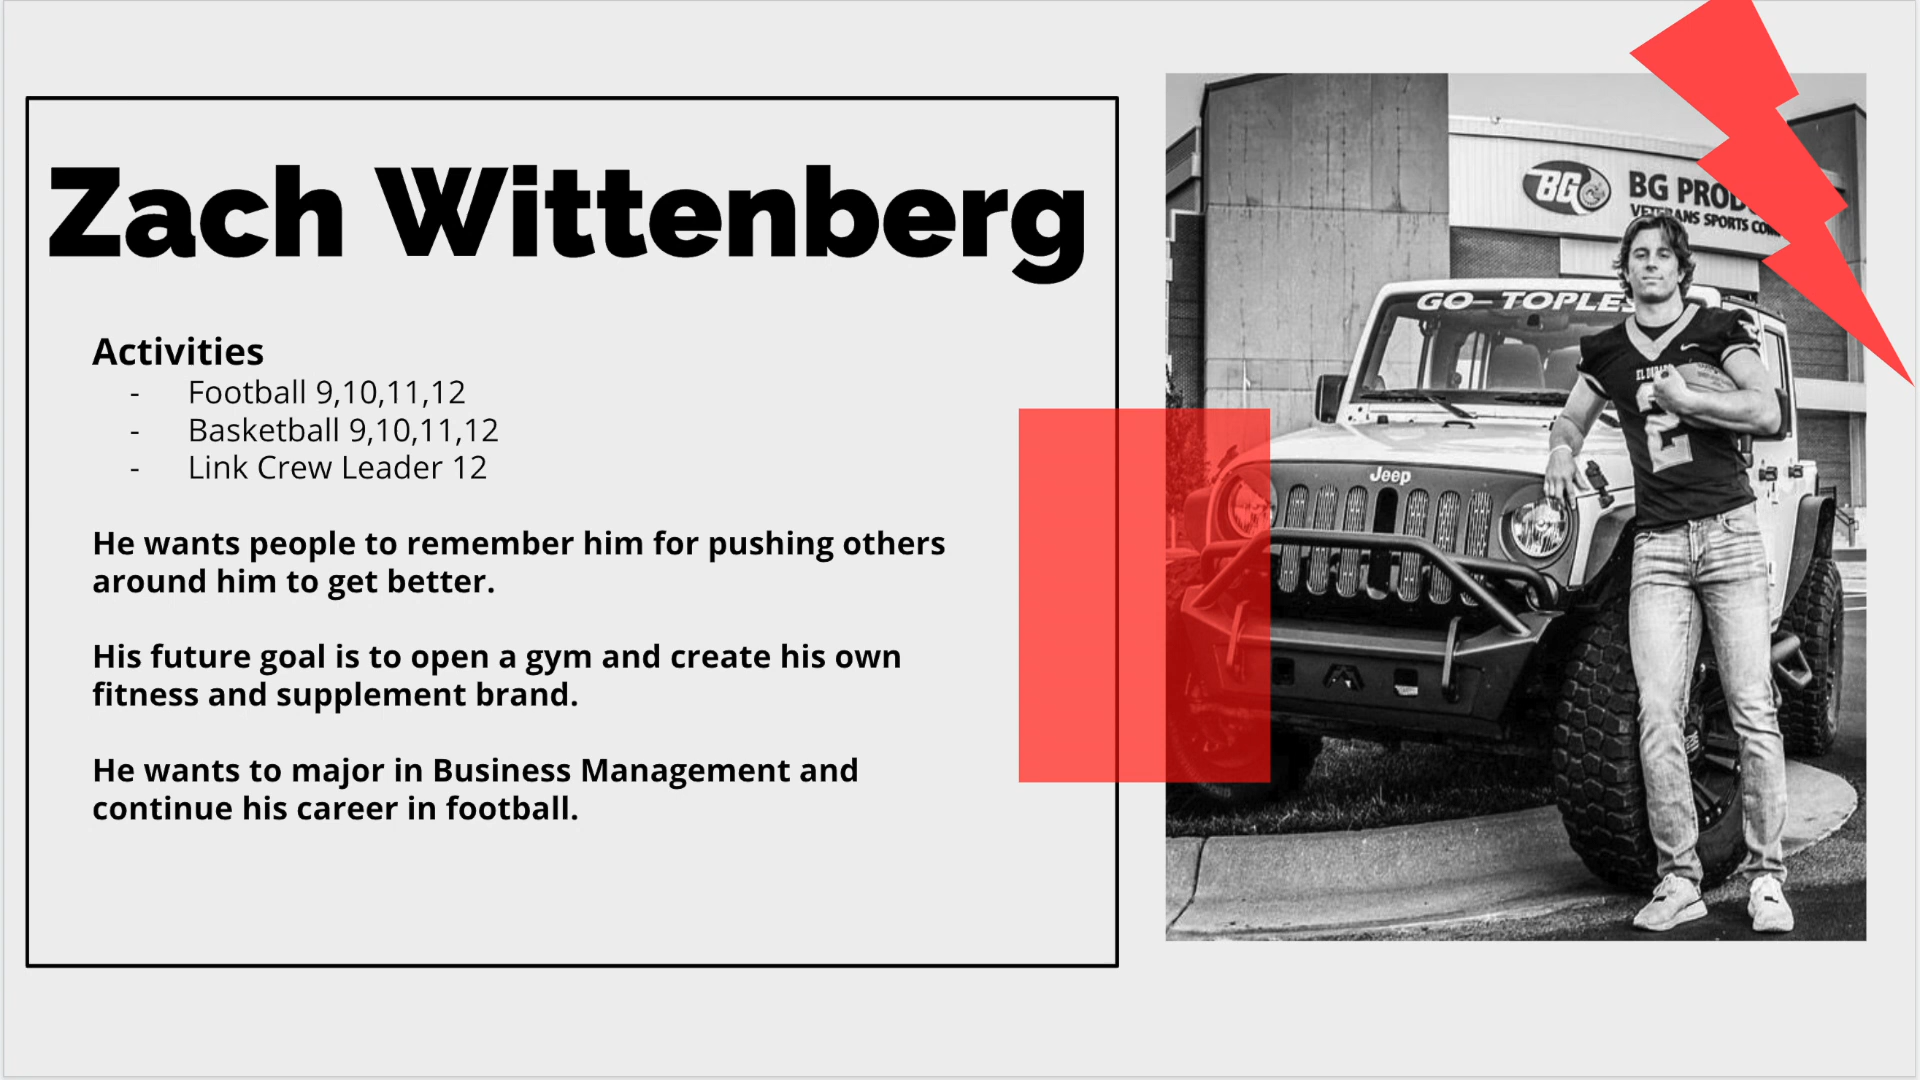 Zach Wittenberg
Activities
- Football 9,10,11,12
- Basketball 9,10,11,12
- Link Crew Leader 12
He wants people to remember him for pushing others
around him to get better.
His future goal is to open a gym and create his own
fitness and supplement brand.
He wants to major in Business Management and
continue his career in football.
BG
BG PROD
VETERANS SPORTS COM
GO TOPLES
Jeep
2